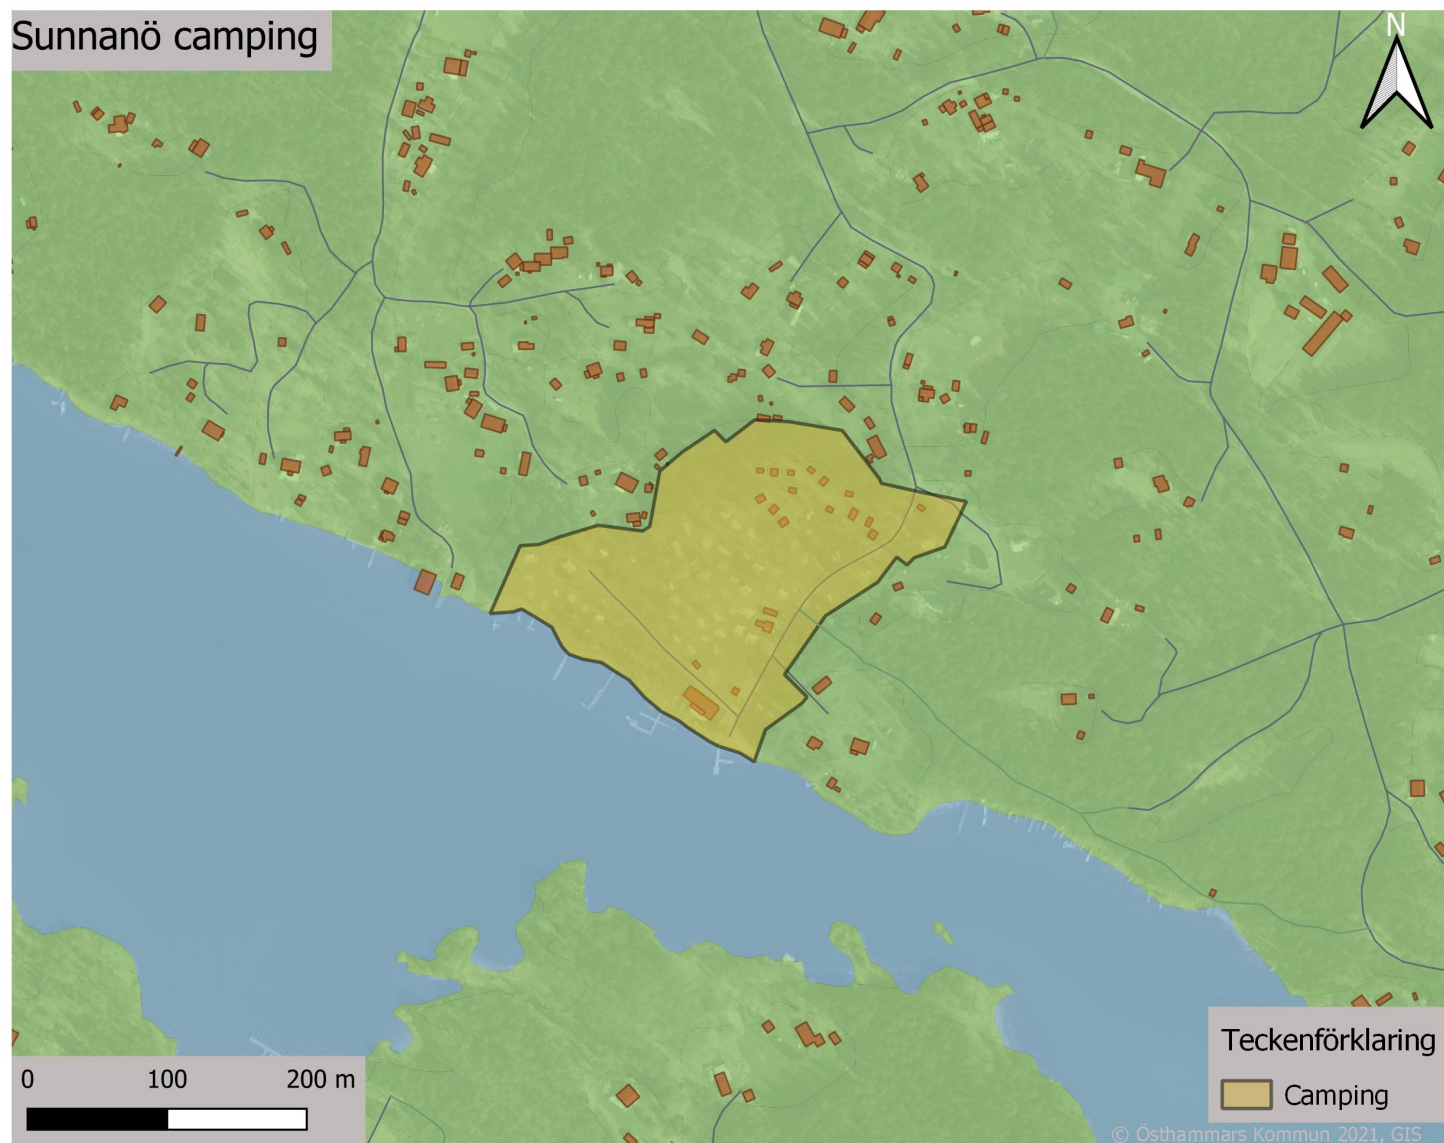 Sunnanö camping
N
0 100 200 m
Teckenförklaring
Camping
© Östhammars Kommun 2021, GIS